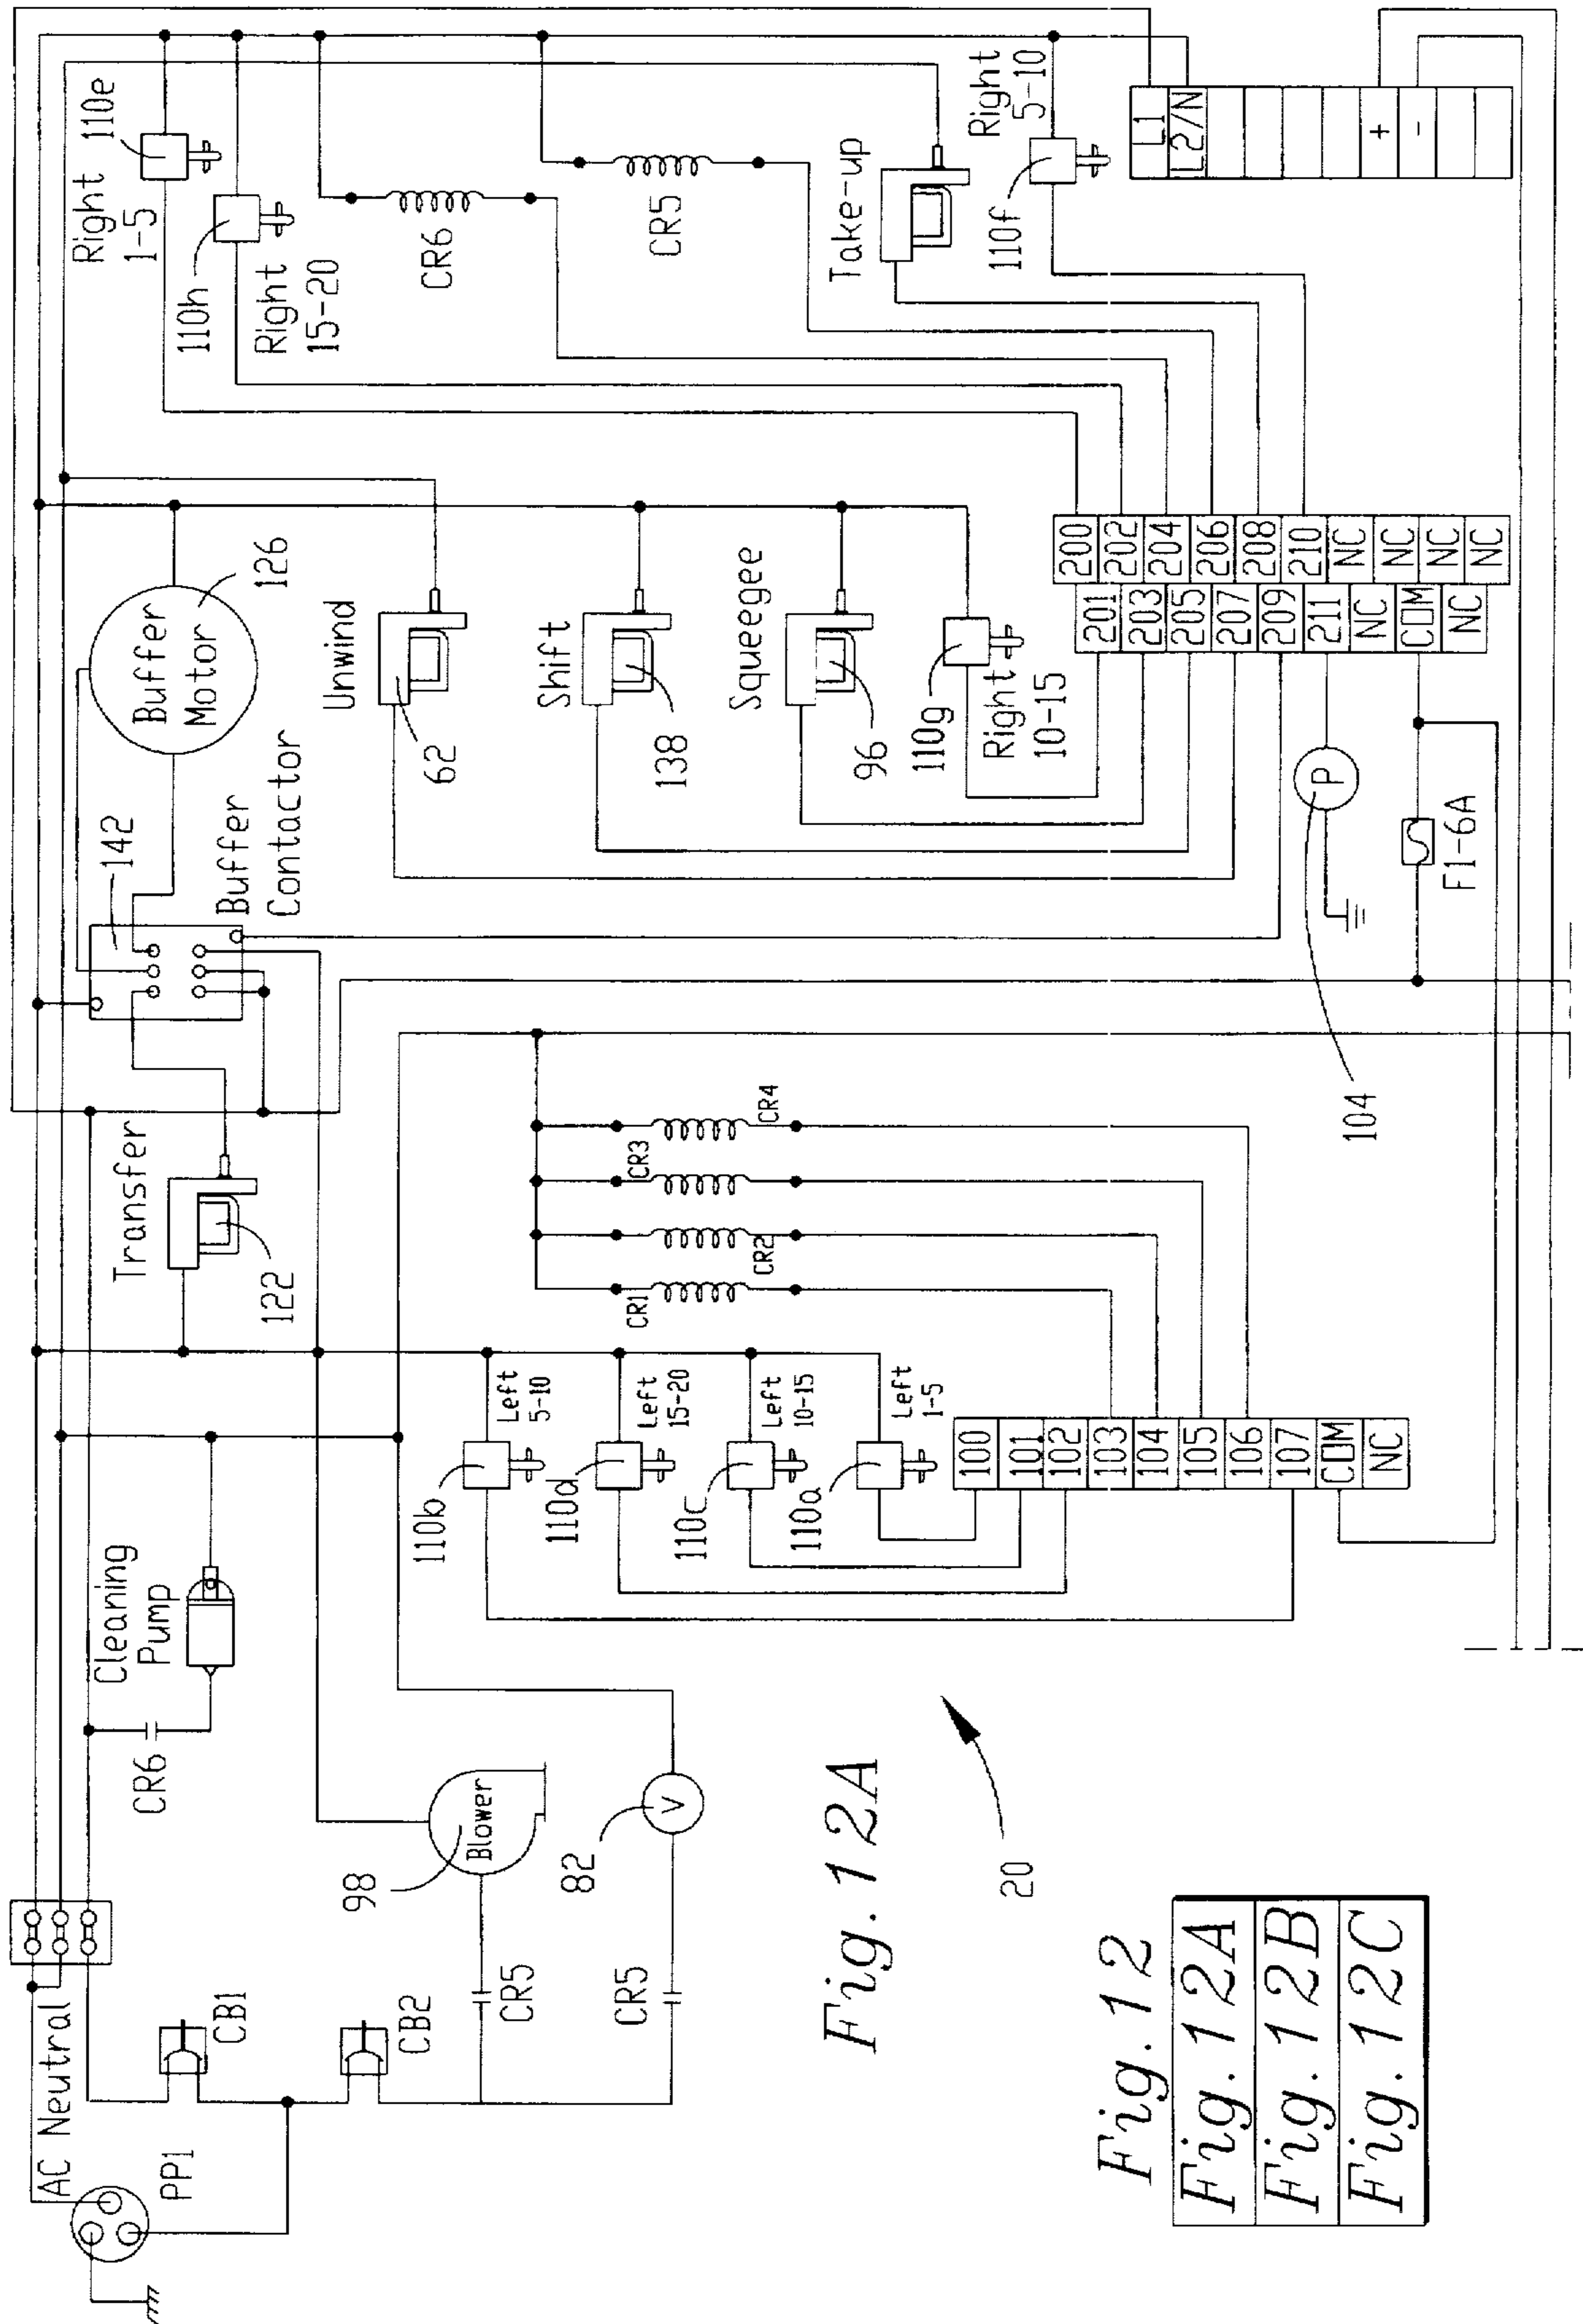 AC Neutral
PP1
CB1
CB2
CR5
CR5
CR6
Cleaning
Pump
98
Blower
82
V
Transfer
122
142
Buffer
Contactor
Buffer
Motor
126
Unwind
62
Shift
138
Squeegee
96
110g
Right
10-15
Right
1-5
110e
110h
Right
15-20
CR6
CR5
Take-up
Right
5-10
110f
L1
L2/N
+
-
110b
Left
5-10
110d
Left
15-20
110c
Left
10-15
110a
Left
1-5
CR1
CR2
CR3
CR4
100
101
102
103
104
105
106
107
COM
NC
200
202
204
206
208
210
NC
NC
NC
NC
201
203
205
207
209
211
NC
COM
NC
P
104
F1-6A
Fig. 12A
20
Fig. 12
Fig. 12A
Fig. 12B
Fig. 12C